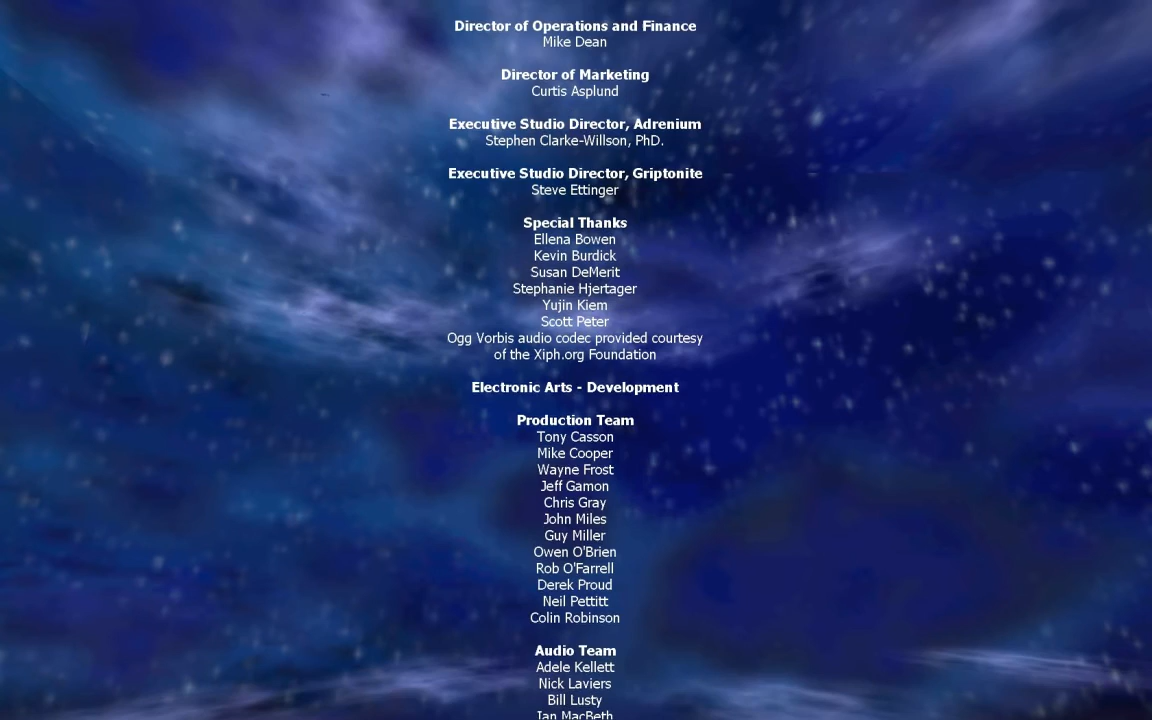 Director of Operations and Finance
Mike Dean
Director of Marketing
Curtis Asplund
Executive Studio Director, Adrenium
Stephen Clarke-Willson, PhD.
Executive Studio Director, Griptonite
Steve Ettinger
Special Thanks
Ellena Bowen
Kevin Burdick
Susan DeMerit
Stephanie Hjertager
Yujin Kiem
Scott Peter
Ogg Vorbis audio codec provided courtesy
of the Xiph.org Foundation
Electronic Arts - Development
Production Team
Tony Casson
Mike Cooper
Wayne Frost
Jeff Gamon
Chris Gray
John Miles
Guy Miller
Owen O'Brien
Rob O'Farrell
Derek Proud
Neil Pettitt
Colin Robinson
Audio Team
Adele Kellett
Nick Laviers
Bill Lusty
Ian MacBeth